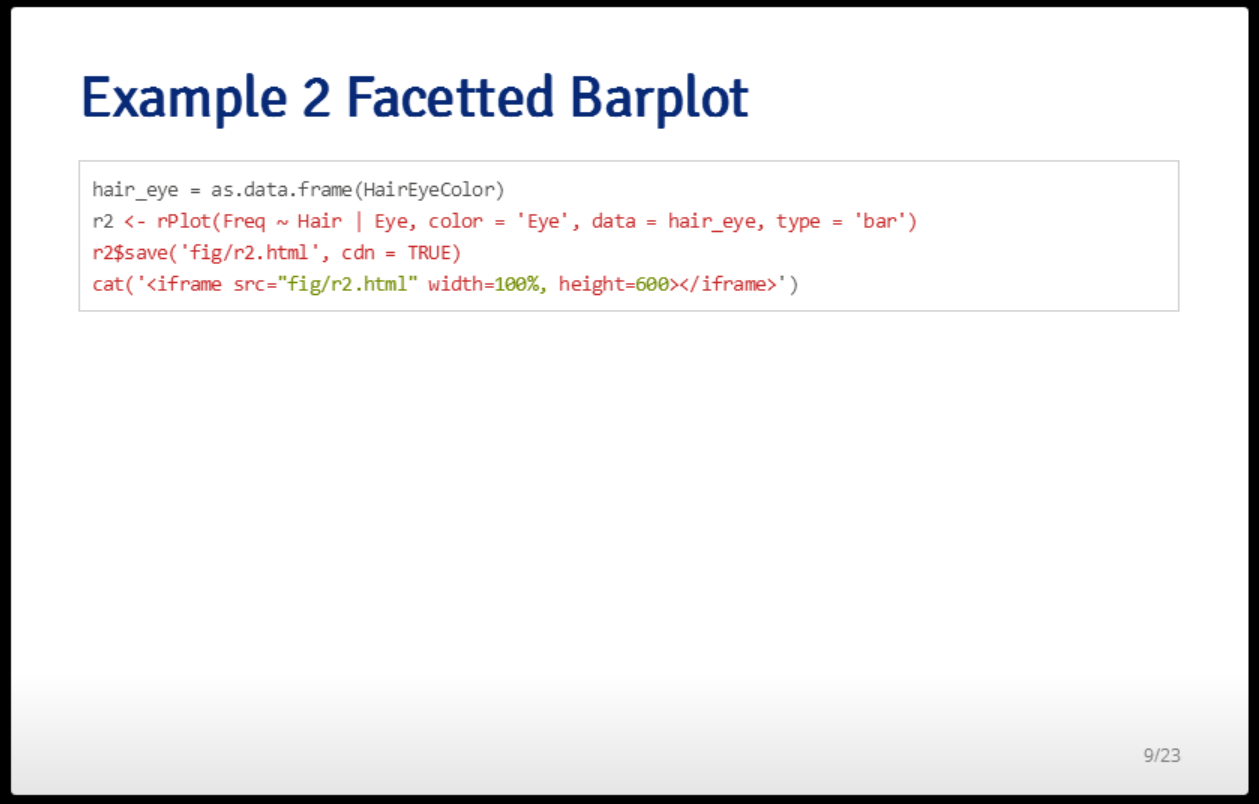 Example 2 Facetted Barplot
hair_eye = as.data.frame(HairEyeColor)
r2 <- rPlot(Freq ~ Hair | Eye, color = 'Eye', data = hair_eye, type = 'bar')
r2$save('fig/r2.html', cdn = TRUE)
cat('<iframe src="fig/r2.html" width=100%, height=600></iframe>')
9/23